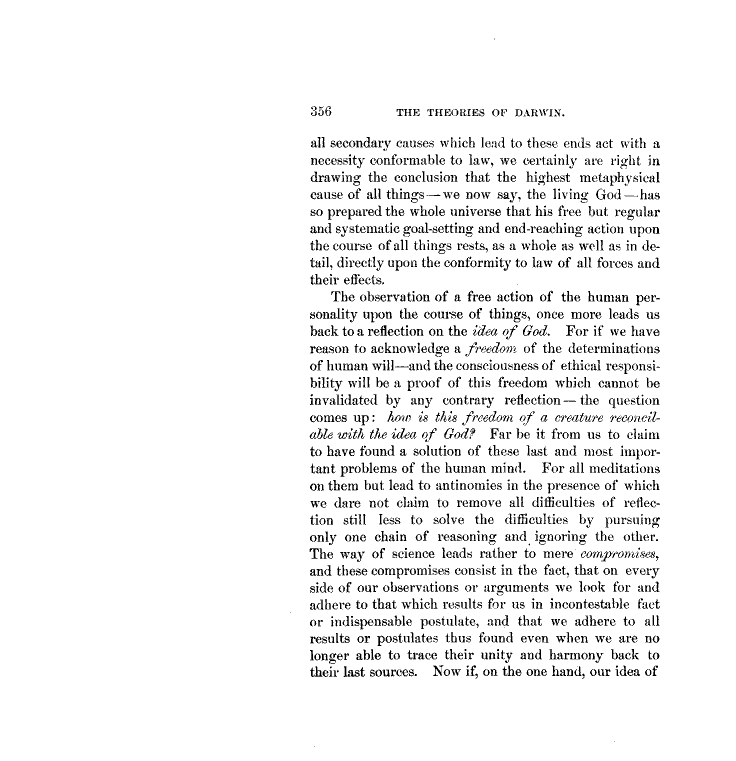 356 THE THEORIES OF DARWIN.
all secondary causes which lead to these ends act with a
necessity conformable to law, we certainly are right in
drawing the conclusion that the highest metaphysical
cause of all things—we now say, the living God—has
so prepared the whole universe that his free but regular
and systematic goal-setting and end-reaching action upon
the course of all things rests, as a whole as well as in de-
tail, directly upon the conformity to law of all forces and
their effects.
The observation of a free action of the human per-
sonality upon the course of things, once more leads us
back to a reflection on the idea of God. For if we have
reason to acknowledge a freedom of the determinations
of human will—and the consciousness of ethical responsi-
bility will be a proof of this freedom which cannot be
invalidated by any contrary reflection—the question
comes up: how is this freedom of a creature reconcil-
able with the idea of God? Far be it from us to claim
to have found a solution of these last and most impor-
tant problems of the human mind. For all meditations
on them but lead to antinomies in the presence of which
we dare not claim to remove all difficulties of reflec-
tion still less to solve the difficulties by pursuing
only one chain of reasoning and ignoring the other.
The way of science leads rather to mere compromises,
and these compromises consist in the fact, that on every
side of our observations or arguments we look for and
adhere to that which results for us in incontestable fact
or indispensable postulate, and that we adhere to all
results or postulates thus found even when we are no
longer able to trace their unity and harmony back to
their last sources. Now if, on the one hand, our idea of